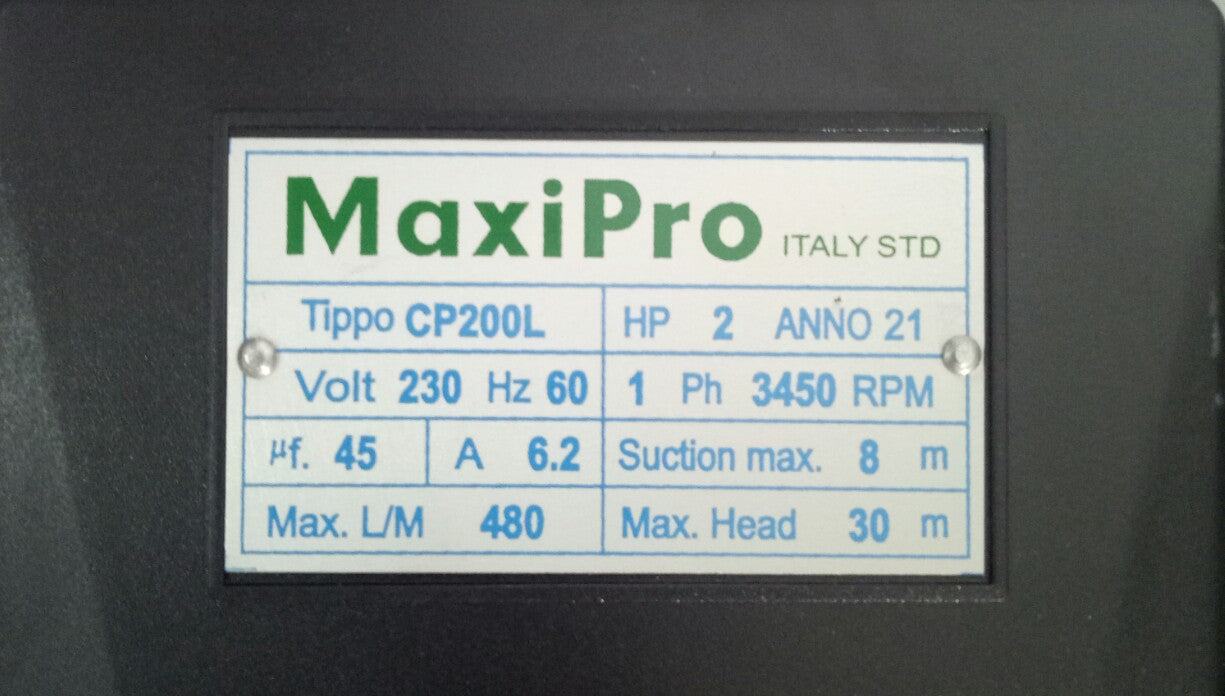 MaxiPro ITALY STD
Tippo CP200L HP 2 ANNO 21
Volt 230 Hz 60 1 Ph 3450 RPM
µf. 45 A 6.2 Suction max. 8 m
Max. L/M 480 Max. Head 30 m